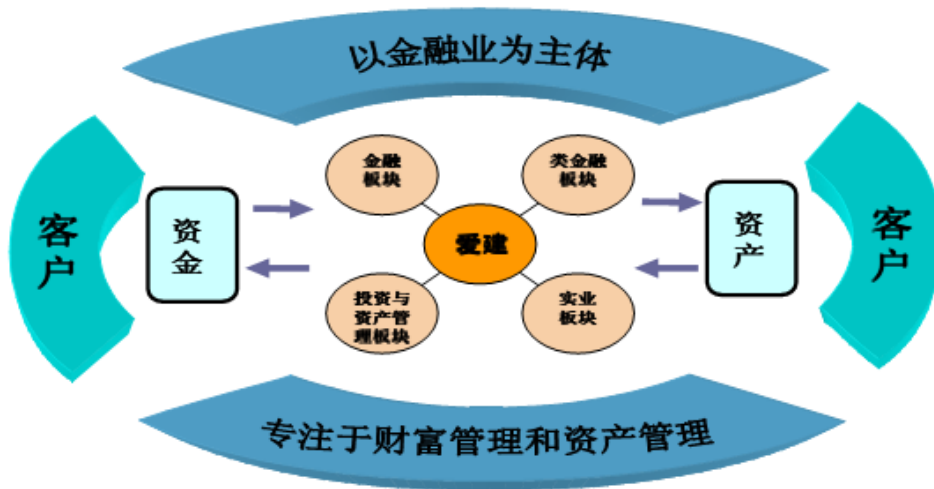 以金融业为主体
客户
资金
金融
板块
类金融
板块
爱建
投资与
资产管
理板块
实业
板块
资产
客户
专注于财富管理和资产管理